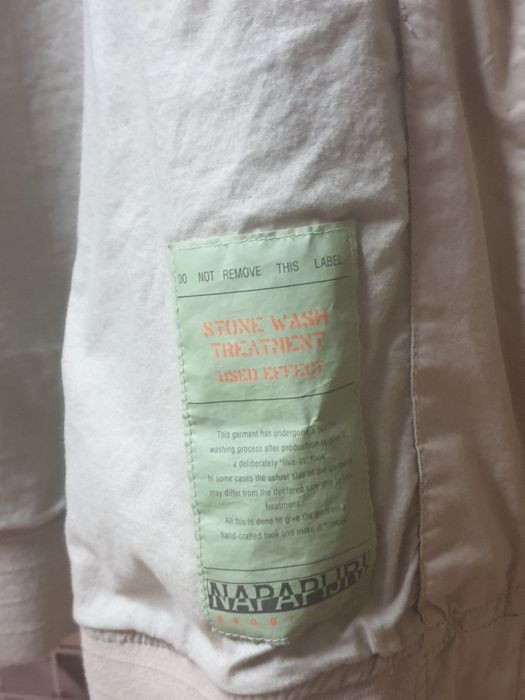 DO NOT REMOVE THIS LABEL
STONE WASH
TREATMENT
USED EFFECT
This garment has undergone a
washing process after production to give it
a deliberately "live-in" look
In some cases the actual size of the garment
may differ from the declared size due to
treatment.
All this is done to give the garment a
hand-crafted look and make it
NAPAPIJRI